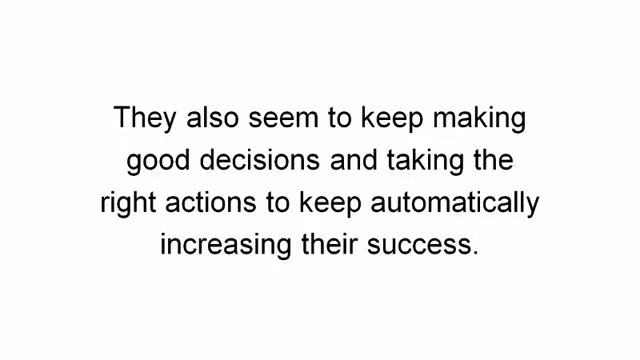 They also seem to keep making
good decisions and taking the
right actions to keep automatically
increasing their success.